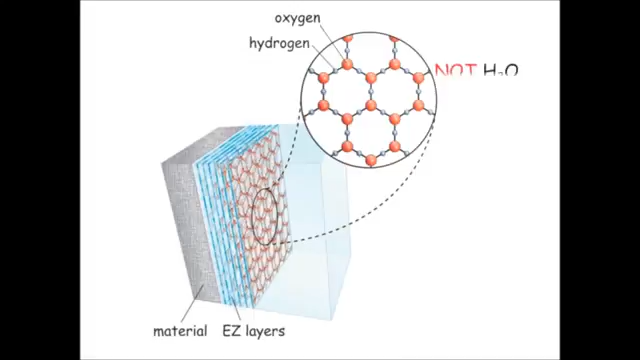 oxygen
hydrogen
NOT H₂O
material EZ layers